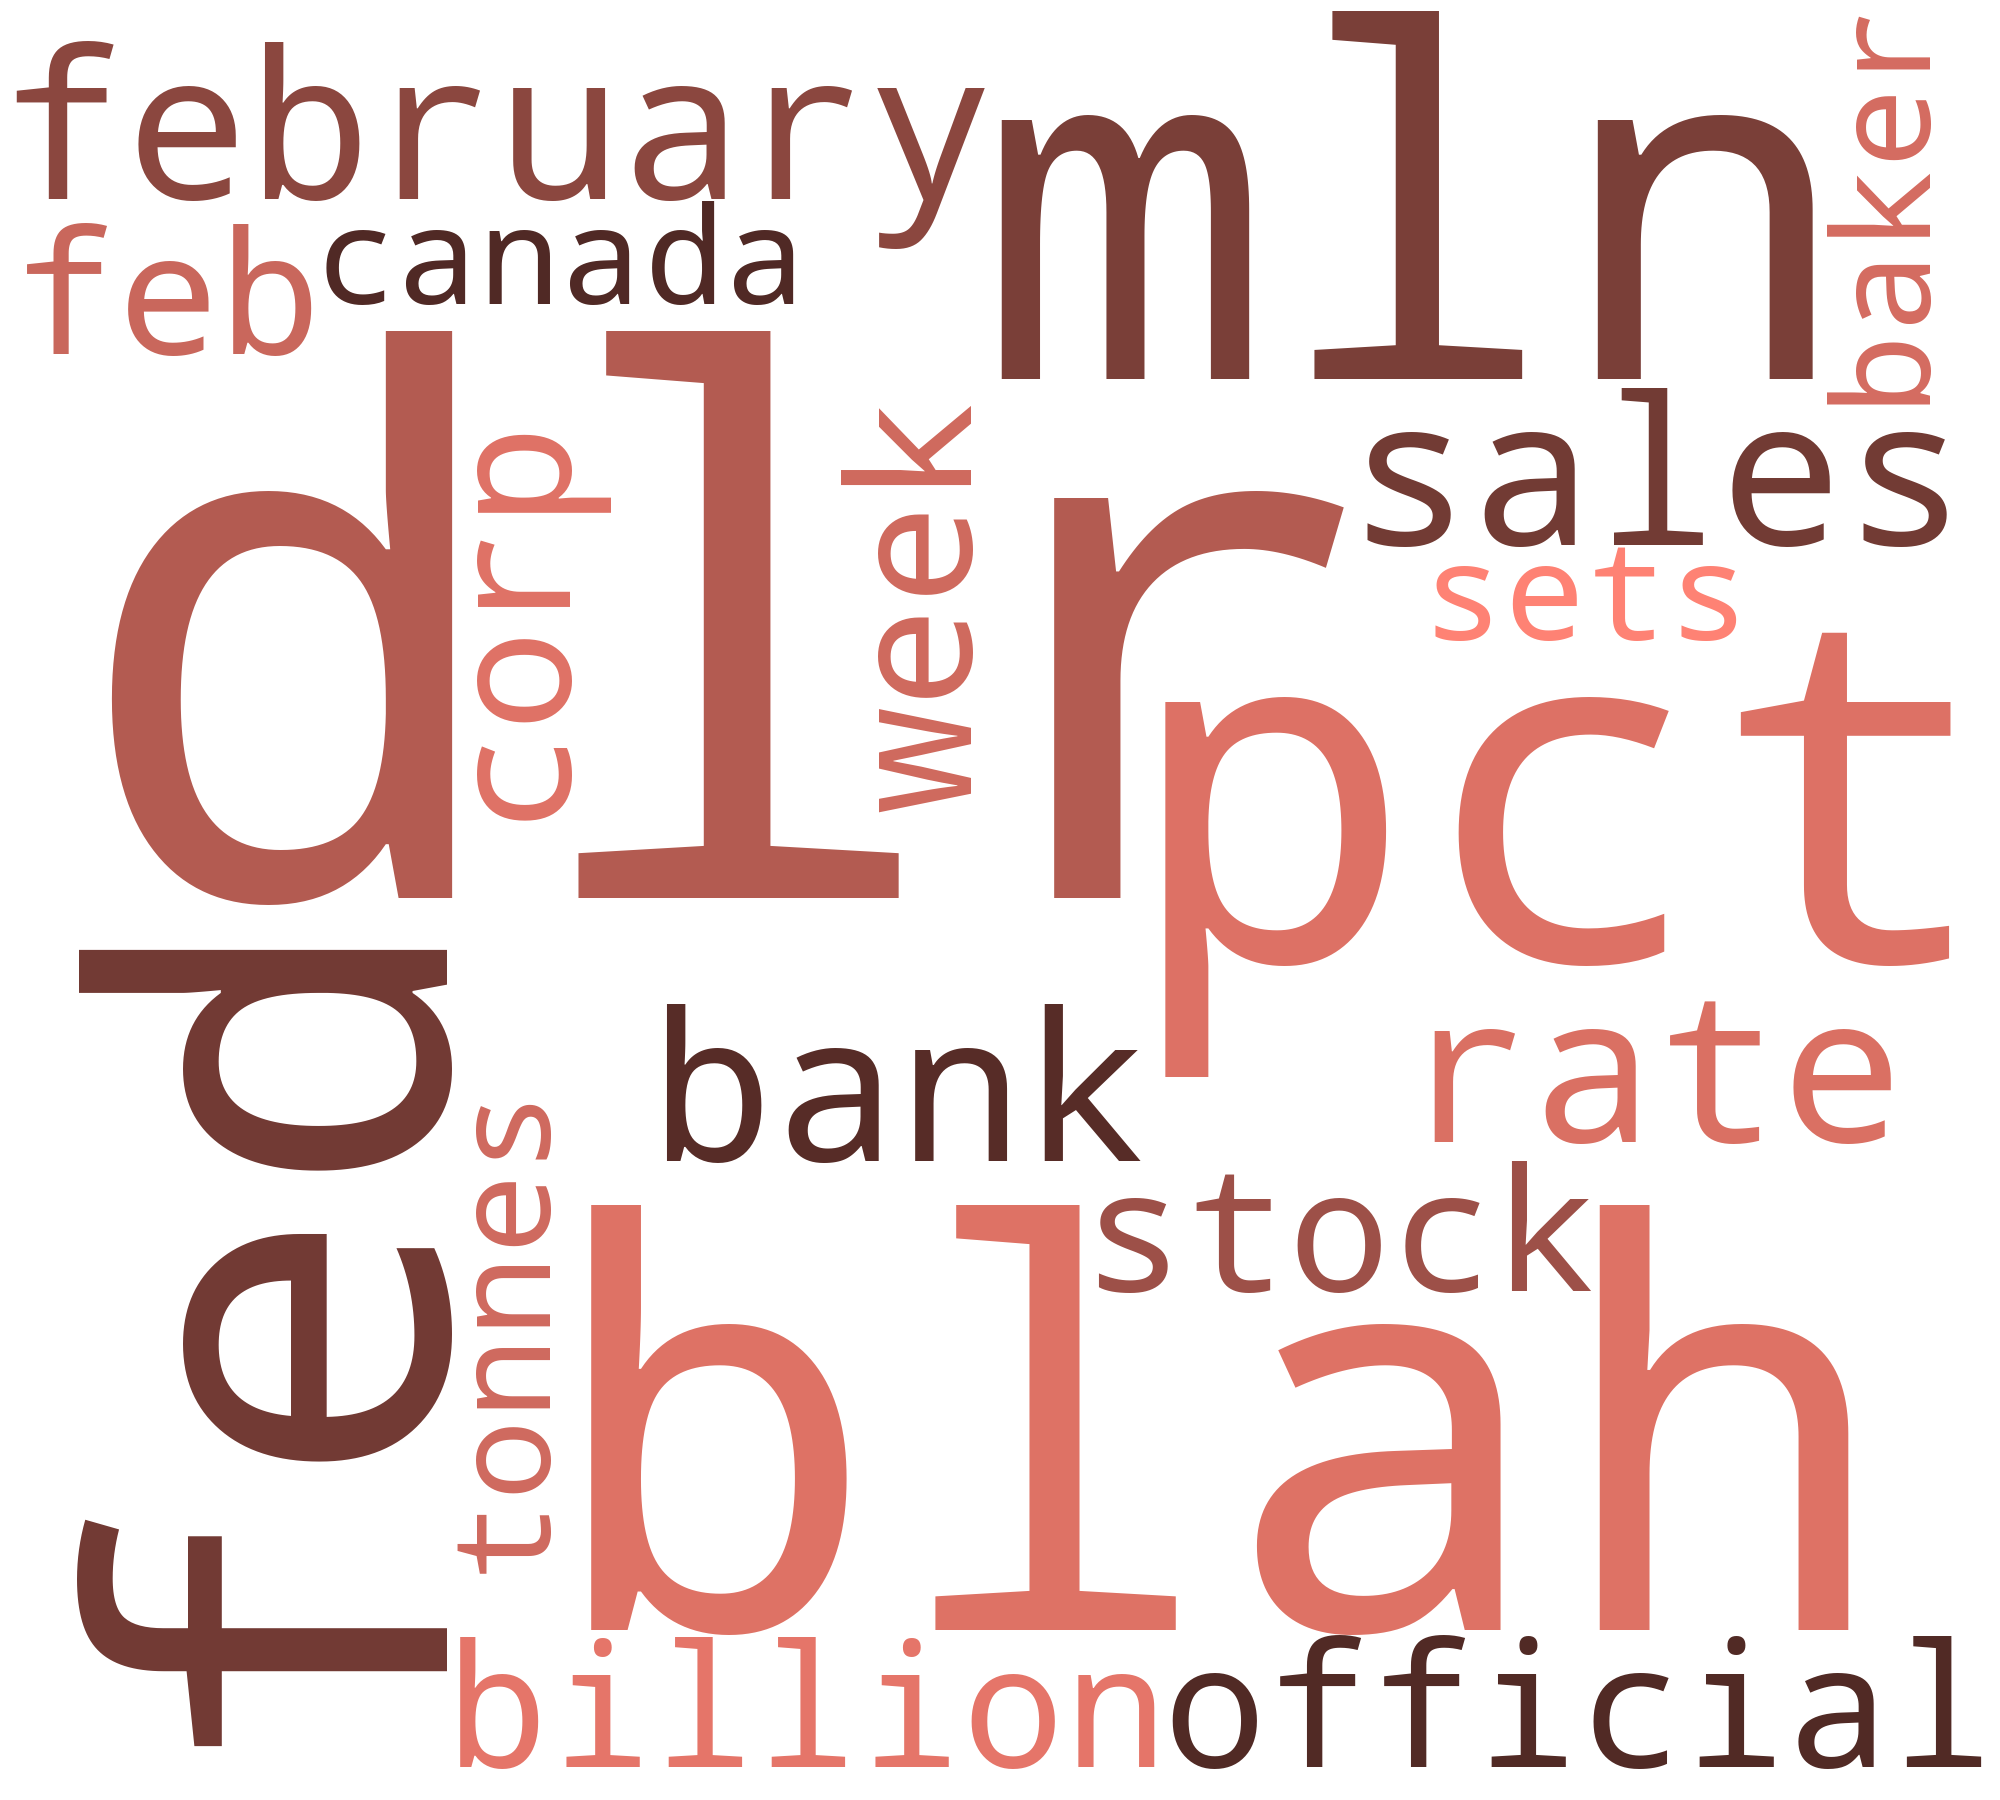 february
mln
baker
feb
canada
dlr
corp
week
sales
sets
pct
fed
bank
rate
tonnes
stock
blah
billion
official